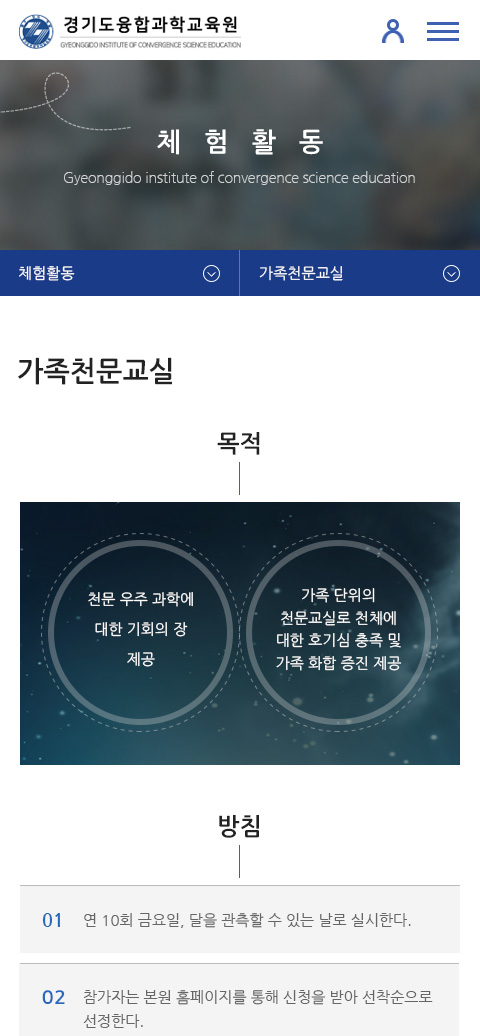 경기도융합과학교육원
GYEONGGIDO INSTITUTE OF CONVERGENCE SCIENCE EDUCATION
체 험 활 동
Gyeonggido institute of convergence science education
체험활동
가족천문교실
가족천문교실
목적
천문 우주 과학에
대한 기회의 장
제공
가족 단위의
천문교실로 천체에
대한 호기심 충족 및
가족 화합 증진 제공
방침
01 연 10회 금요일, 달을 관측할 수 있는 날로 실시한다.
02 참가자는 본원 홈페이지를 통해 신청을 받아 선착순으로
선정한다.